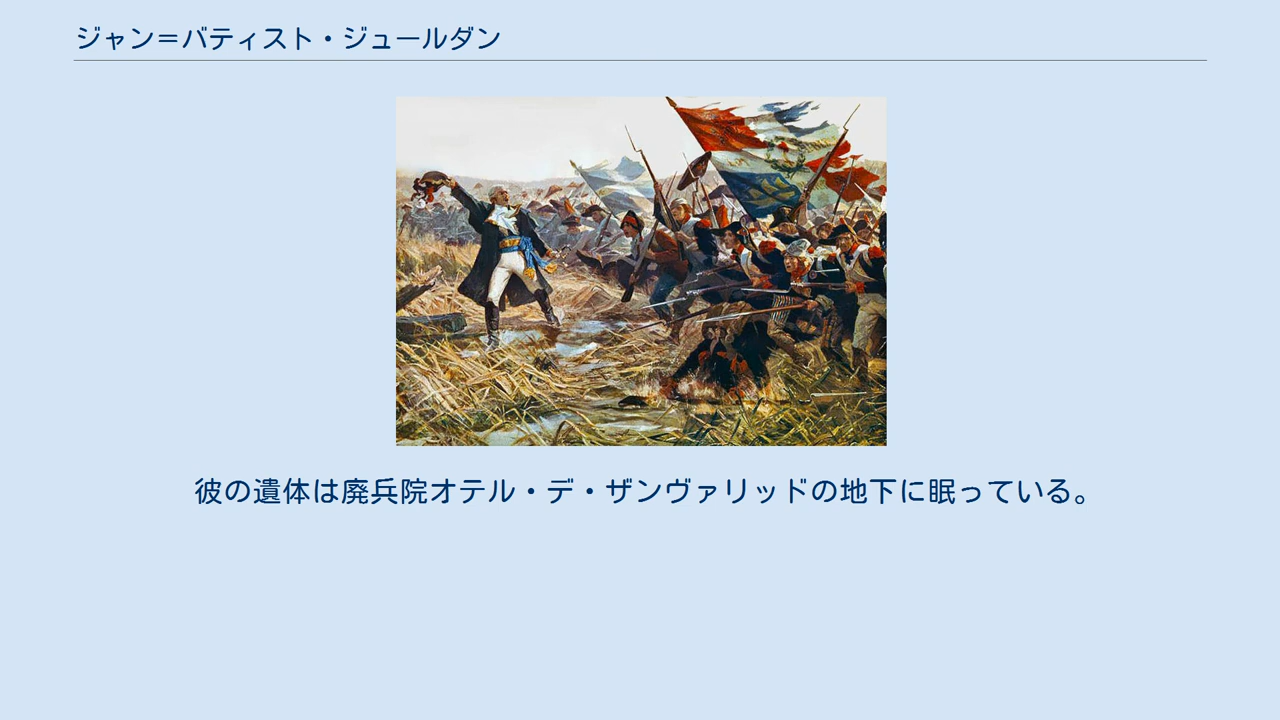 ジャン＝バティスト・ジュールダン
彼の遺体は廃兵院オテル・デ・ザンヴァリッドの地下に眠っている。